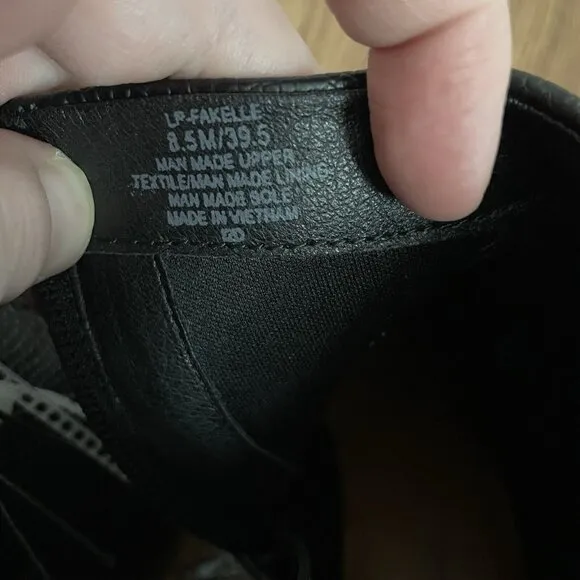 LP-FAKELLE
8.5M/39.5
MAN MADE UPPER
TEXTILE/MAN MADE LINING
MAN MADE SOLE
MADE IN VIETNAM